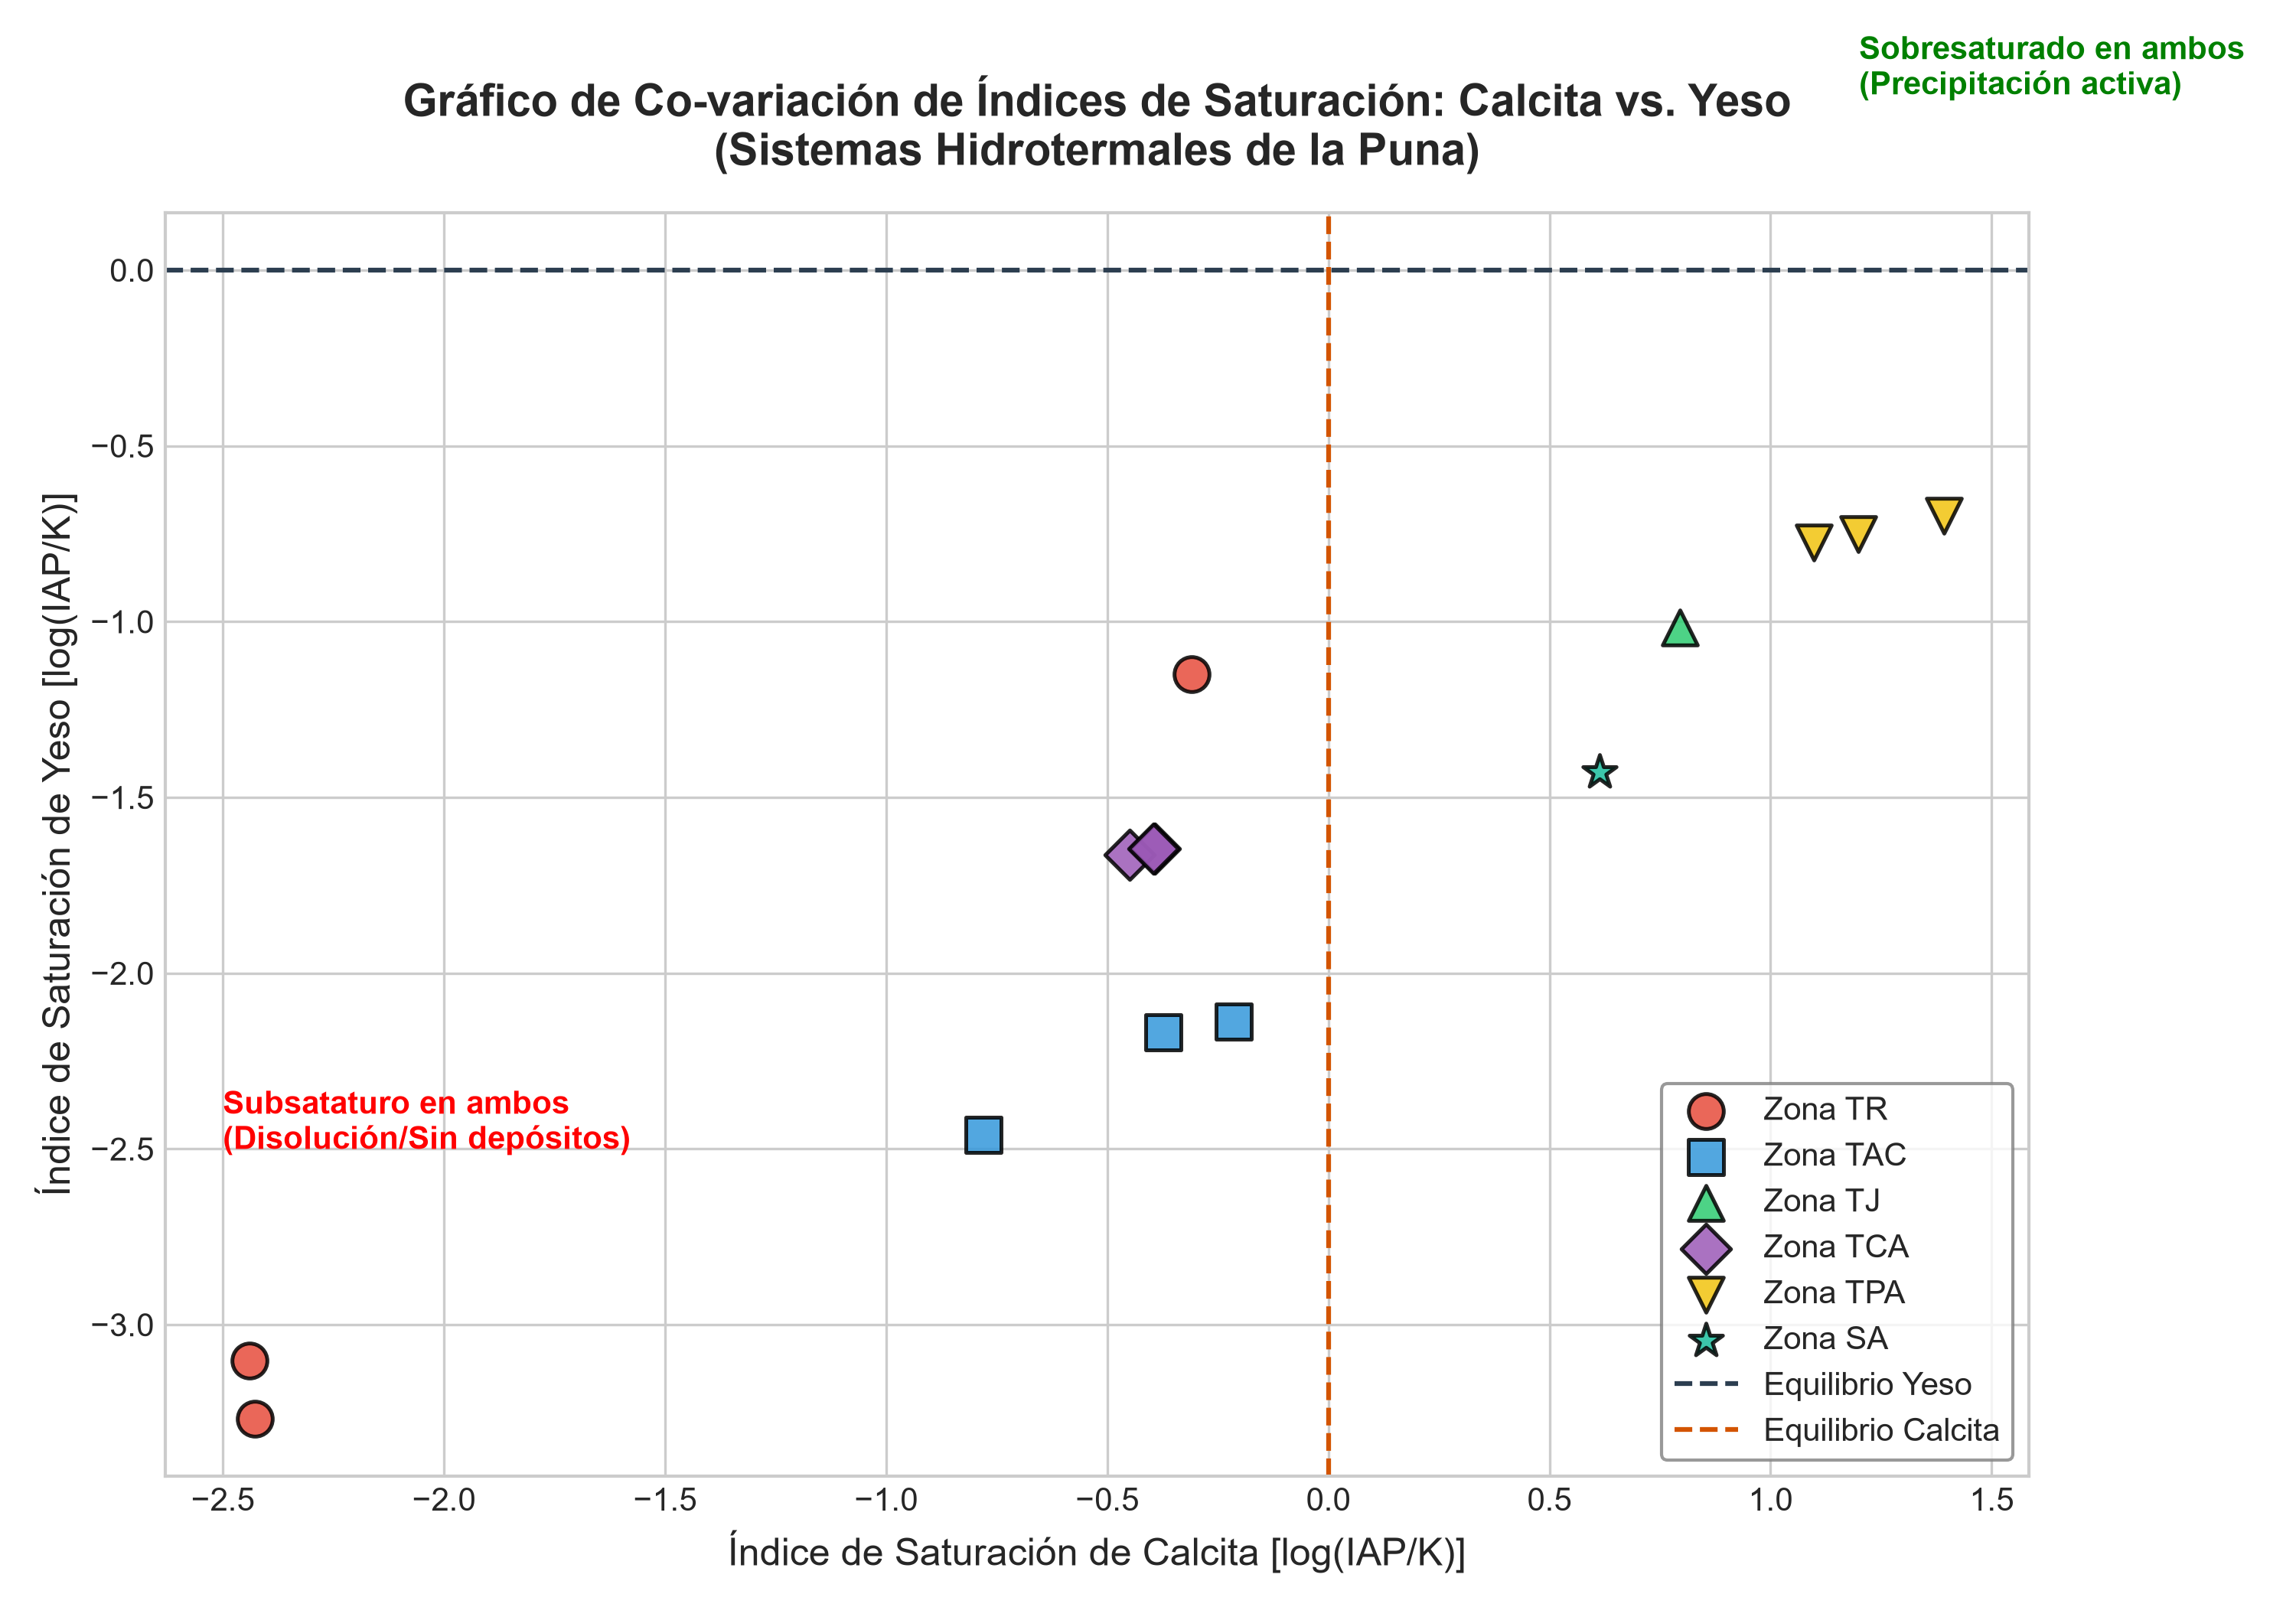 Sobresaturado en ambos
(Precipitación activa)
Gráfico de Co-variación de Índices de Saturación: Calcita vs. Yeso
(Sistemas Hidrotermales de la Puna)
Índice de Saturación de Yeso [log(IAP/K)]
0.0
−0.5
−1.0
−1.5
−2.0
−2.5
−3.0
Subsataturo en ambos
(Disolución/Sin depósitos)
Zona TR
Zona TAC
Zona TJ
Zona TCA
Zona TPA
Zona SA
Equilibrio Yeso
Equilibrio Calcita
−2.5 −2.0 −1.5 −1.0 −0.5 0.0 0.5 1.0 1.5
Índice de Saturación de Calcita [log(IAP/K)]